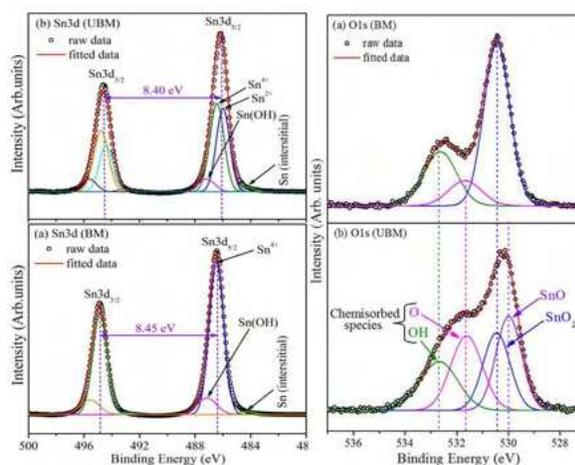 (b) Sn3d (UBM)
raw data
fitted data
Sn3d5/2
Sn3d3/2
8.40 eV
Sn4+
Sn2+
Sn(OH)
Sn (interstitial)
Intensity (Arb.units)
(a) Sn3d (BM)
raw data
fitted data
Sn3d5/2
Sn4+
Sn3d3/2
8.45 eV
Sn(OH)
Sn (interstitial)
Intensity (Arb.units)
500 496 492 488 484 48
Binding Energy (eV)
(a) O1s (BM)
raw data
fitted data
Intensity (Arb. units)
(b) O1s (UBM)
Chemisorbed
species
O
OH
SnO
SnO2
536 534 532 530 528
Binding Energy (eV)